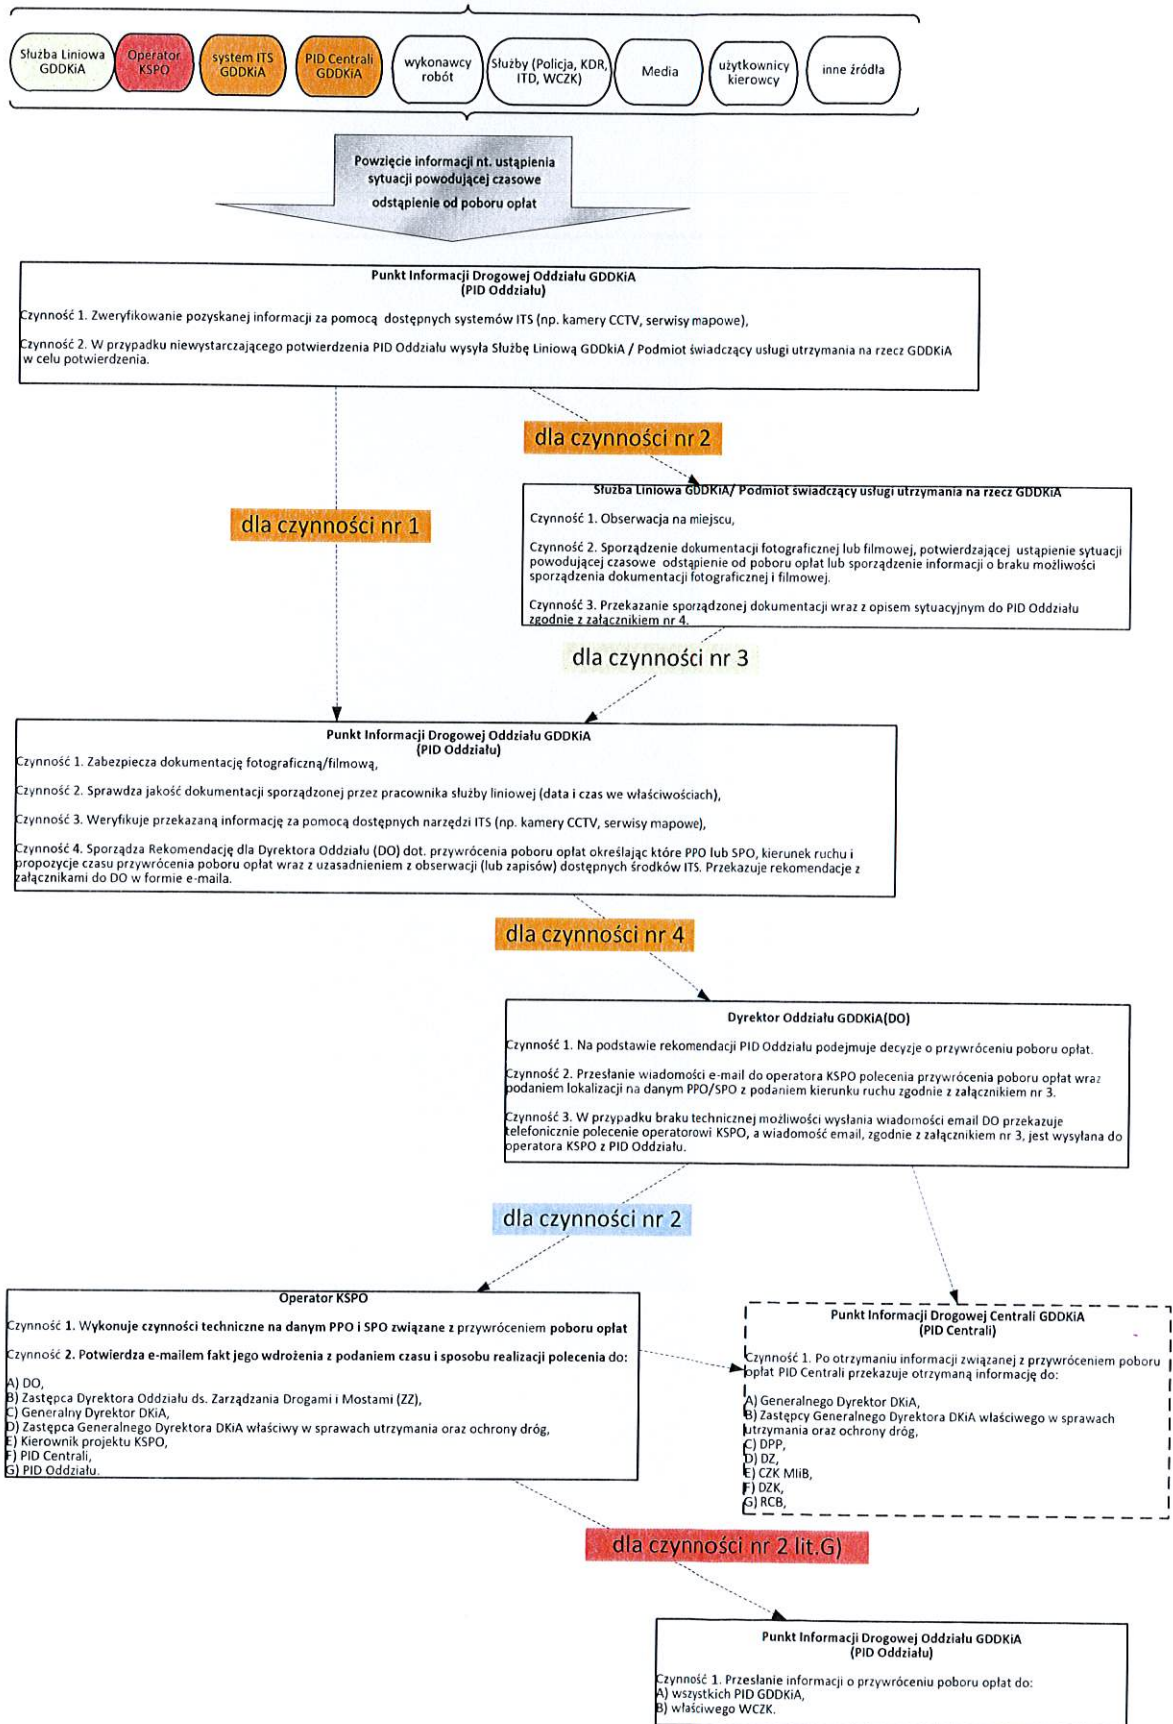 Służba Liniowa
GDDKiA
Operator
KSPO
system ITS
GDDKiA
PID Centrali
GDDKiA
wykonawcy
robót
Służby (Policja, KDR,
ITD, WCZK)
Media
użytkownicy
kierowcy
inne źródła
Powzięcie informacji nt. ustąpienia
sytuacji powodującej czasowe
odstąpienie od poboru opłat
Punkt Informacji Drogowej Oddziału GDDKiA
(PID Oddziału)
Czynność 1. Zweryfikowanie pozyskanej informacji za pomocą dostępnych systemów ITS (np. kamery CCTV, serwisy mapowe),
Czynność 2. W przypadku niewystarczającego potwierdzenia PID Oddziału wysyła Służbę Liniową GDDkiA / Podmiot świadczący usługi utrzymania na rzecz GDDKiA
w celu potwierdzenia.
dla czynności nr 2
Służba Liniowa GDDKiA/ Podmiot świadczący usługi utrzymania na rzecz GDDKiA
dla czynności nr 1
Czynność 1. Obserwacja na miejscu,
Czynność 2. Sporządzenie dokumentacji fotograficznej lub filmowej, potwierdzającej ustąpienie sytuacji
powodującej czasowe odstąpienie od poboru opłat lub sporządzenie informacji o braku możliwości
sporządzenia dokumentacji fotograficznej i filmowej.
Czynność 3. Przekazanie sporządzonej dokumentacji wraz z opisem sytuacyjnym do PID Oddziału
zgodnie z załącznikiem nr 4.
dla czynności nr 3
Punkt Informacji Drogowej Oddziału GDDKiA
(PID Oddziału)
Czynność 1. Zabezpiecza dokumentację fotograficzną/filmową,
Czynność 2. Sprawdza jakość dokumentacji sporządzonej przez pracownika służby liniowej (data i czas we właściwościach),
Czynność 3. Weryfikuje przekazaną informację za pomocą dostępnych narzędzi ITS (np. kamery CCTV, serwisy mapowe),
Czynność 4. Sporządza Rekomendację dla Dyrektora Oddziału (DO) dot. przywrócenia poboru opłat określając które PPO lub SPO, kierunek ruchu i
propozycje czasu przywrócenia poboru opłat wraz z uzasadnieniem z obserwacji (lub zapisów) dostępnych środków ITS. Przekazuje rekomendacje z
załącznikami do DO w formie e-maila.
dla czynności nr 4
Dyrektor Oddziału GDDKiA(DO)
Czynność 1. Na podstawie rekomendacji PID Oddziału podejmuje decyzje o przywróceniu poboru opłat.
Czynność 2. Przesłanie wiadomości e-mail do operatora KSPO polecenia przywrócenia poboru opłat wraz
podaniem lokalizacji na danym PPO/SPO z podaniem kierunku ruchu zgodnie z załącznikiem nr 3.
Czynność 3. W przypadku braku technicznej możliwości wysłania wiadomości email DO przekazuje
telefonicznie polecenie operatorowi KSPO, a wiadomość email, zgodnie z załącznikiem nr 3, jest wysyłana do
operatora KSPO z PID Oddziału.
dla czynności nr 2
Operator KSPO
Czynność 1. Wykonuje czynności techniczne na danym PPO i SPO związane z przywróceniem poboru opłat
Czynność 2. Potwierdza e-mailem fakt jego wdrożenia z podaniem czasu i sposobu realizacji polecenia do:
A) DO,
B) Zastępca Dyrektora Oddziału ds. Zarządzania Drogami i Mostami (ZZ),
C) Generalny Dyrektor DKiA,
D) Zastępca Generalnego Dyrektora DKiA właściwy w sprawach utrzymania oraz ochrony dróg,
E) Kierownik projektu KSPO,
F) PID Centrali,
G) PID Oddziału.
Punkt Informacji Drogowej Centrali GDDKiA
(PID Centrali)
Czynność 1. Po otrzymaniu informacji związanej z przywróceniem poboru
opłat PID Centrali przekazuje otrzymaną informację do:
A) Generalnego Dyrektor DKiA,
B) Zastępcy Generalnego Dyrektora DKiA właściwego w sprawach
utrzymania oraz ochrony dróg,
C) DPP,
D) DZ,
E) CZK MIiB,
F) DZK,
G) RCB,
dla czynności nr 2 lit.G)
Punkt Informacji Drogowej Oddziału GDDKiA
(PID Oddziału)
Czynność 1. Przesłanie informacji o przywróceniu poboru opłat do:
A) wszystkich PID GDDKiA,
B) właściwego WCZK.